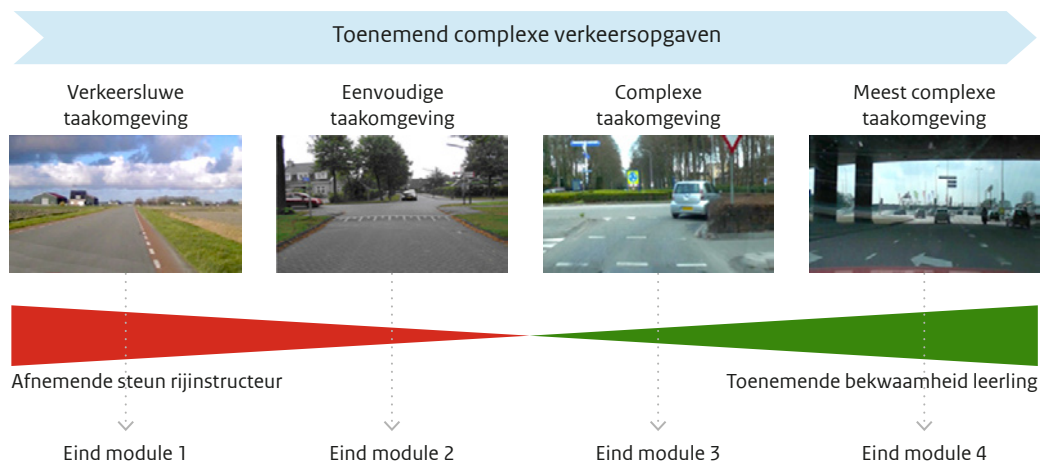 Toenemend complexe verkeersopgaven
Verkeersluwe
taakomgeving
Eenvoudige
taakomgeving
Complexe
taakomgeving
Meest complexe
taakomgeving
Afnemende steun rijinstructeur
Toenemende bekwaamheid leerling
Eind module 1
Eind module 2
Eind module 3
Eind module 4